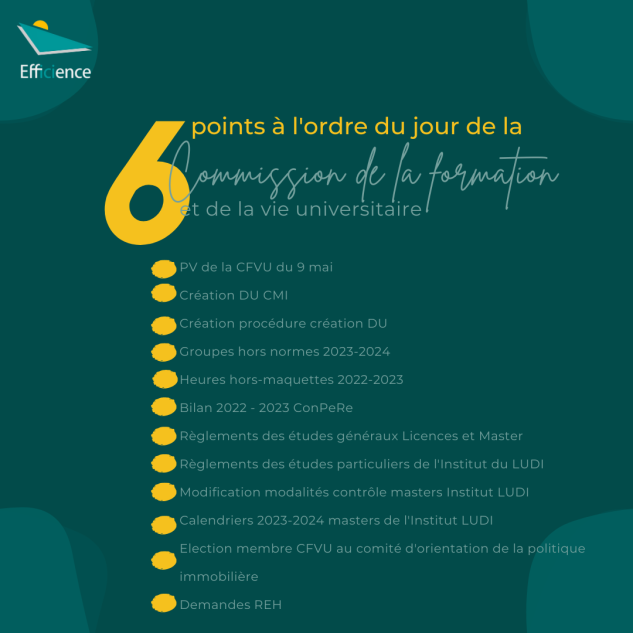 Efficience
6 points à l'ordre du jour de la
Commission de la formation
et de la vie universitaire
PV de la CFVU du 9 mai
Création DU CMI
Création procédure création DU
Groupes hors normes 2023-2024
Heures hors-maquettes 2022-2023
Bilan 2022 - 2023 ConPeRe
Règlements des études généraux Licences et Master
Règlements des études particuliers de l'Institut du LUDI
Modification modalités contrôle masters Institut LUDI
Calendriers 2023-2024 masters de l'Institut LUDI
Election membre CFVU au comité d'orientation de la politique
immobilière
Demandes REH